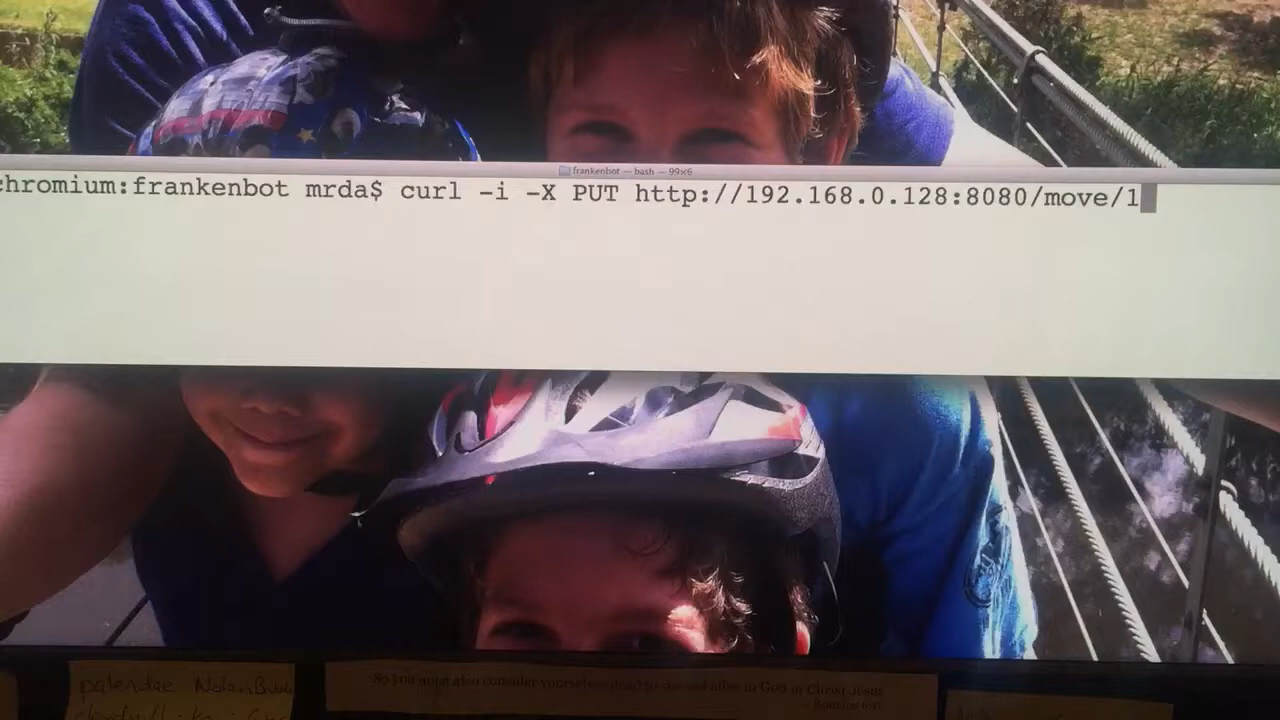 frankenbot — bash — 99×6
chromium:frankenbot mrda$ curl -i -X PUT http://192.168.0.128:8080/move/1
So you must also consider yourselves dead to sin and alive to God in Christ Jesus